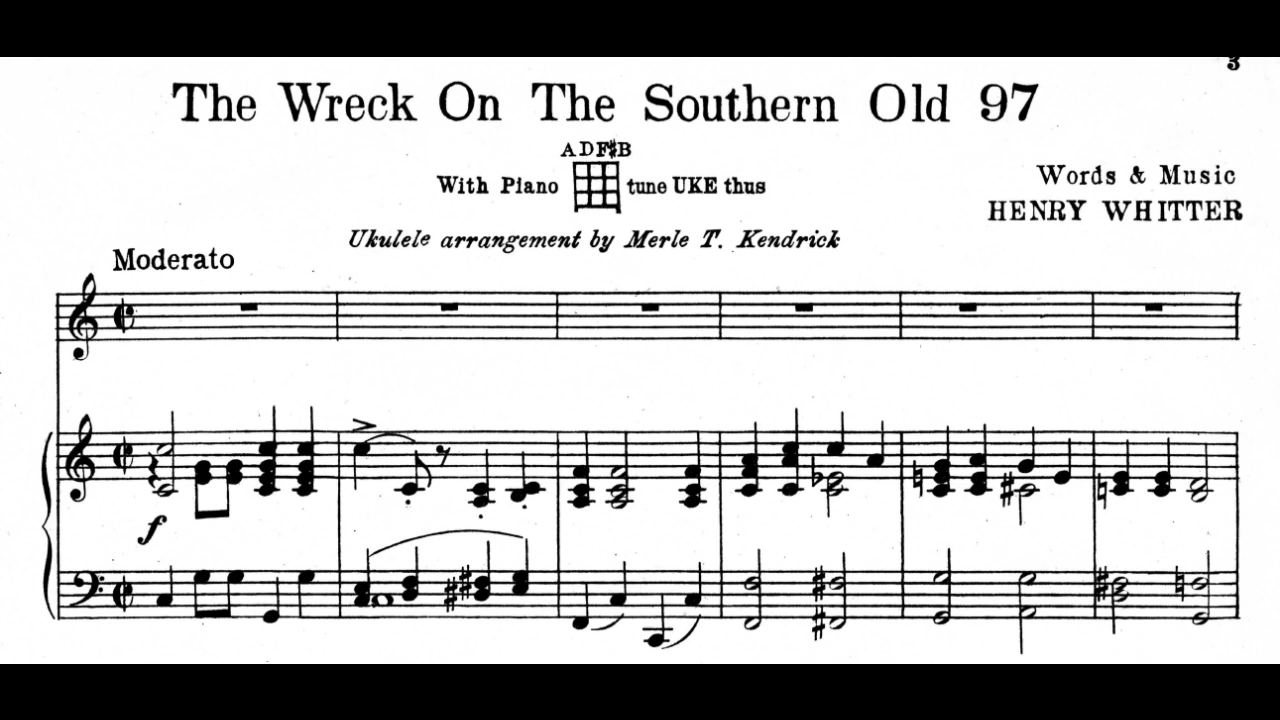 3
The Wreck On The Southern Old 97
A D F♯ B
With Piano tune UKE thus
Words & Music
HENRY WHITTER
Ukulele arrangement by Merle T. Kendrick
Moderato
f